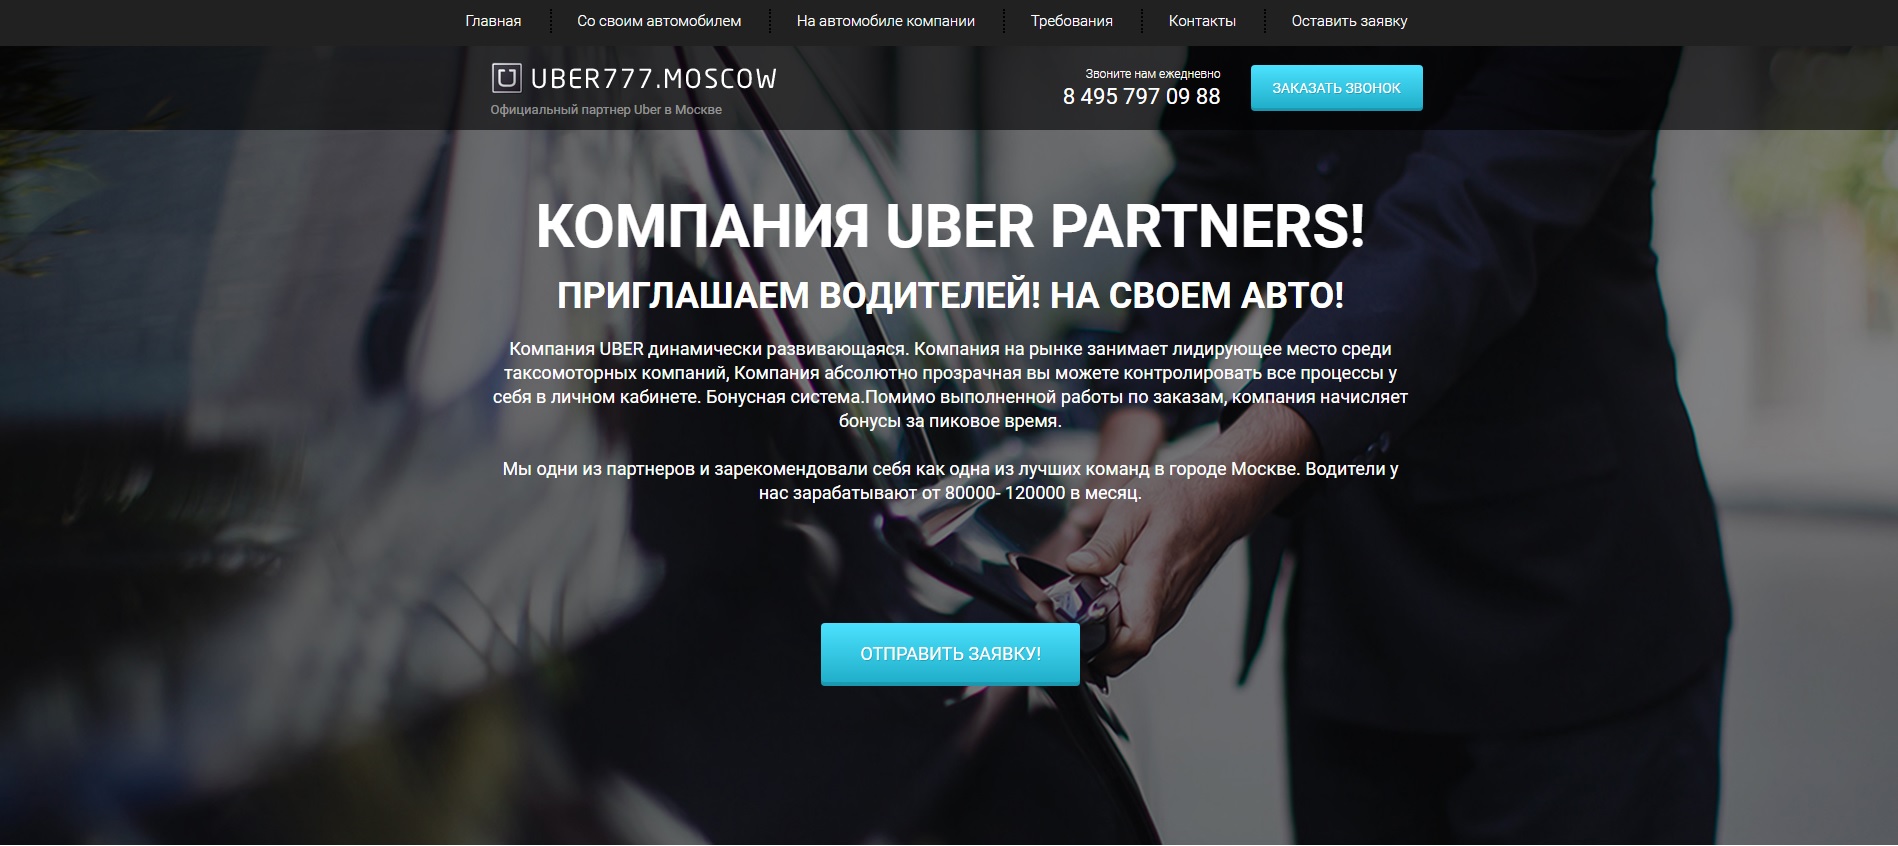 Главная
Со своим автомобилем
На автомобиле компании
Требования
Контакты
Оставить заявку
UBER777.MOSCOW
Официальный партнер Uber в Москве
Звоните нам ежедневно
8 495 797 09 88
ЗАКАЗАТЬ ЗВОНОК
КОМПАНИЯ UBER PARTNERS!
ПРИГЛАШАЕМ ВОДИТЕЛЕЙ! НА СВОЕМ АВТО!
Компания UBER динамически развивающаяся. Компания на рынке занимает лидирующее место среди
таксомоторных компаний, Компания абсолютно прозрачная вы можете контролировать все процессы у
себя в личном кабинете. Бонусная система.Помимо выполненной работы по заказам, компания начисляет
бонусы за пиковое время.
Мы одни из партнеров и зарекомендовали себя как одна из лучших команд в городе Москве. Водители у
нас зарабатывают от 80000- 120000 в месяц.
ОТПРАВИТЬ ЗАЯВКУ!